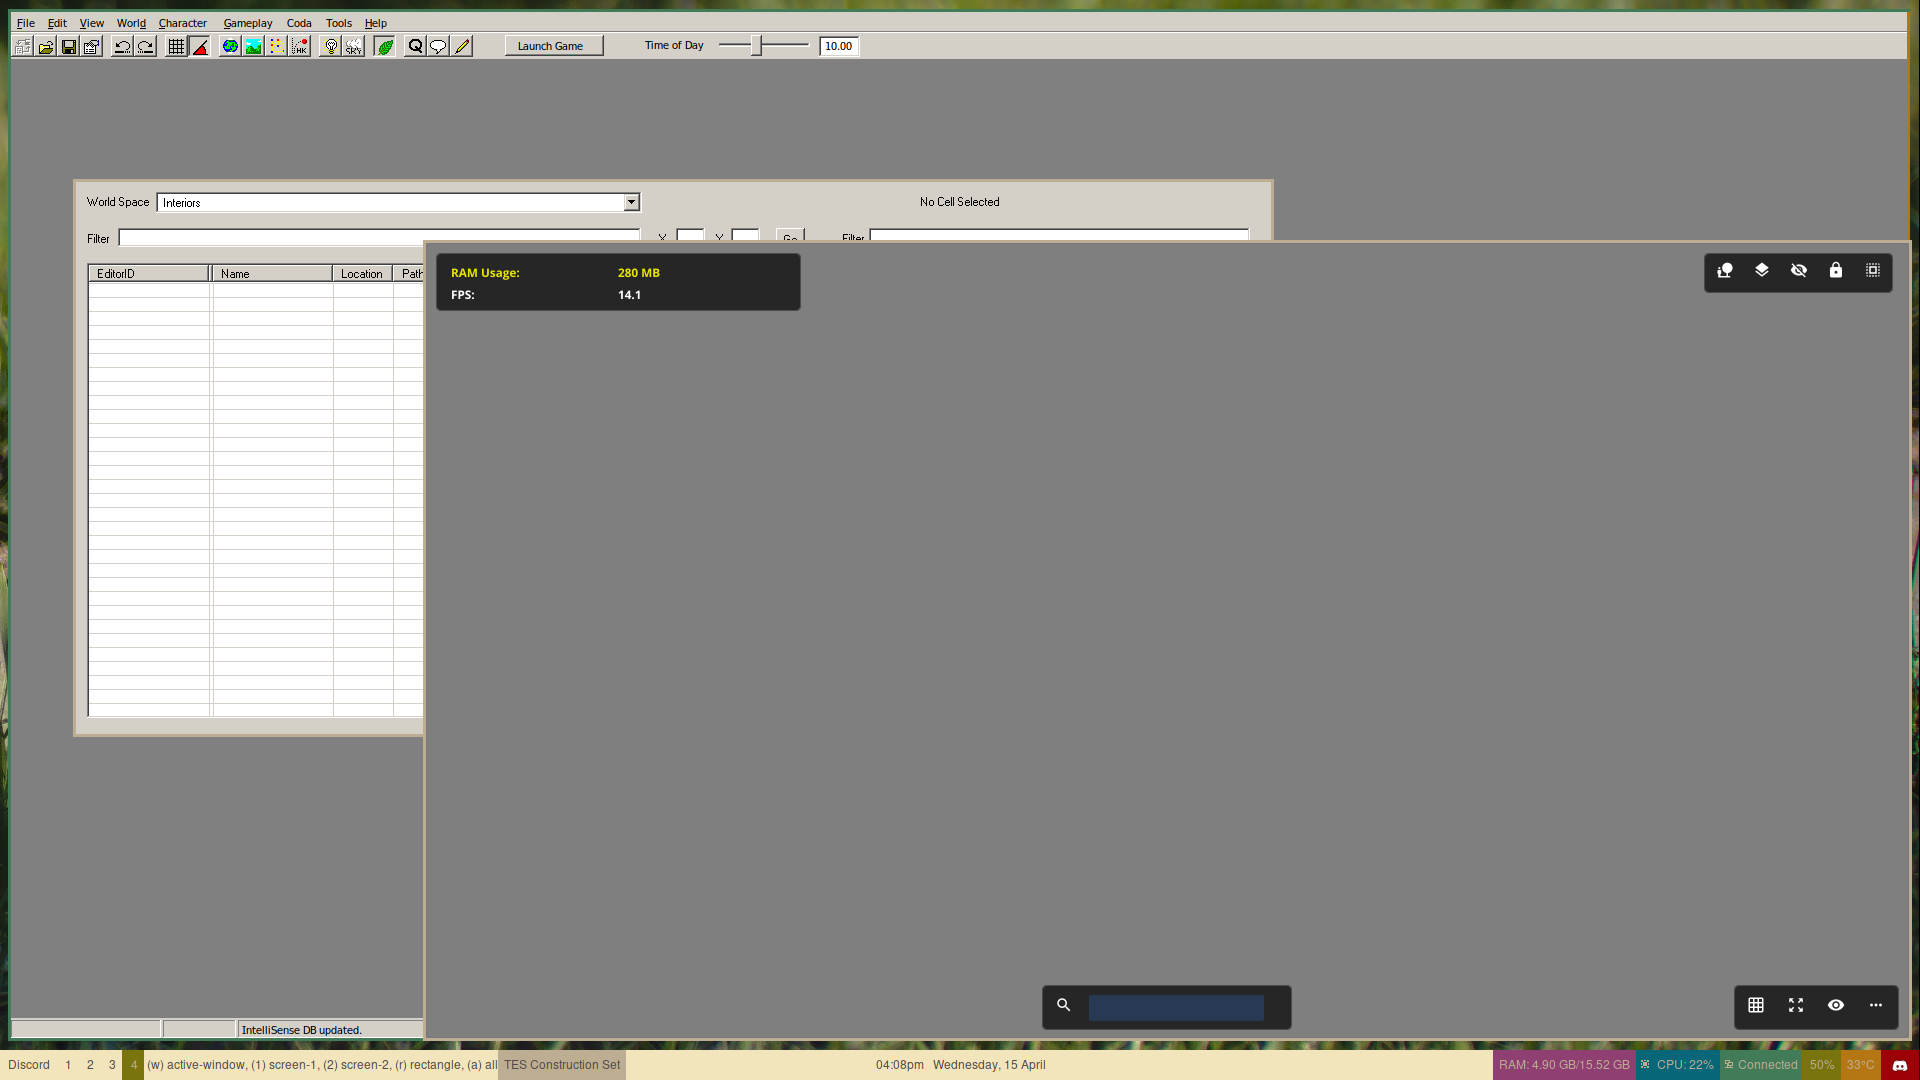 File Edit View World Character Gameplay Coda Tools Help
Launch Game Time of Day 10.00
World Space Interiors No Cell Selected
Filter X Y Go Filter
EditorID Name Location Path
RAM Usage: 280 MB
FPS: 14.1
IntelliSense DB updated.
Discord 1 2 3 4 (w) active-window, (1) screen-1, (2) screen-2, (r) rectangle, (a) all TES Construction Set 04:08pm Wednesday, 15 April RAM: 4.90 GB/15.52 GB CPU: 22% Connected 50% 33°C